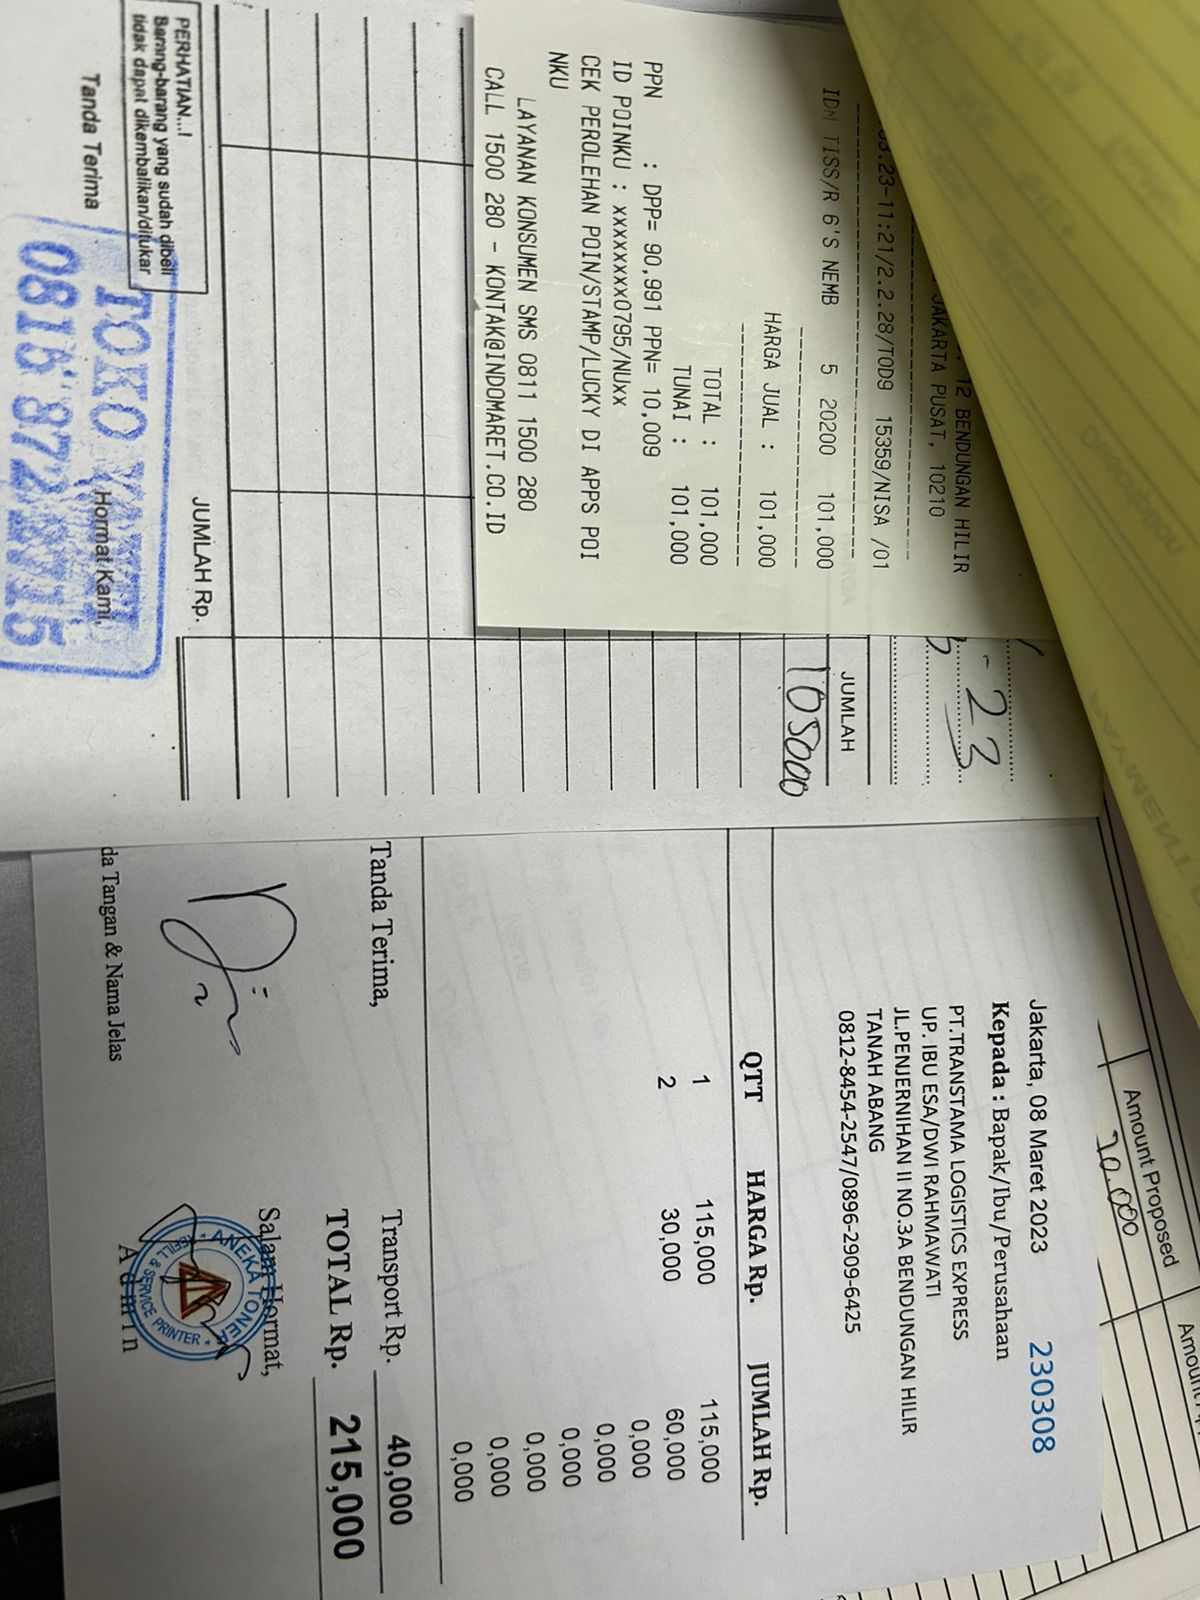 12 BENDUNGAN HILIR
JAKARTA PUSAT, 10210
.03.23-11:21/2.2.28/TOD9 15359/NISA /01
IDM TISS/R 6'S NEMB 5 20200 101,000
HARGA JUAL : 101,000
TOTAL : 101,000
TUNAI : 101,000
PPN : DPP= 90,991 PPN= 10,009
ID POINKU : xxxxxxxx0795/NUxx
CEK PEROLEHAN POIN/STAMP/LUCKY DI APPS POI
NKU
LAYANAN KONSUMEN SMS 0811 1500 280
CALL 1500 280 - KONTAK@INDOMARET.CO.ID
- 23
JUMLAH
105000
JUMLAH Rp.
PERHATIAN...!
Barang-barang yang sudah dibeli
tidak dapat dikembalikan/ditukar
Tanda Terima
Hormat Kami,
TOKO
0816 872
Amount Proposed
70.000
Jakarta, 08 Maret 2023 230308
Kepada : Bapak/Ibu/Perusahaan
PT.TRANSTAMA LOGISTICS EXPRESS
UP. IBU ESA/DWI RAHMAWATI
JL.PENJERNIHAN II NO.3A BENDUNGAN HILIR
TANAH ABANG
0812-8454-2547/0896-2909-6425
QTT HARGA Rp. JUMLAH Rp.
1 115,000 115,000
2 30,000 60,000
0,000
0,000
0,000
0,000
0,000
0,000
Transport Rp. 40,000
TOTAL Rp. 215,000
Tanda Terima,
Salam Hormat,
ANEKA TONER
REFILL & SERVICE PRINTER
Admin
da Tangan & Nama Jelas